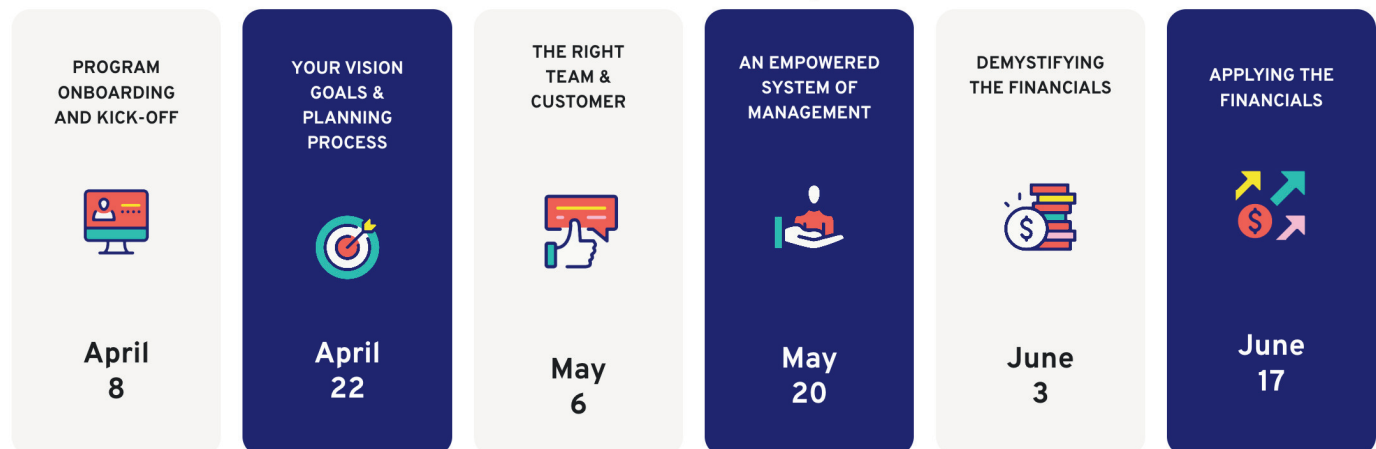 PROGRAM
ONBOARDING
AND KICK-OFF
April
8
YOUR VISION
GOALS &
PLANNING
PROCESS
April
22
THE RIGHT
TEAM &
CUSTOMER
May
6
AN EMPOWERED
SYSTEM OF
MANAGEMENT
May
20
DEMYSTIFYING
THE FINANCIALS
$
June
3
APPLYING THE
FINANCIALS
$
June
17